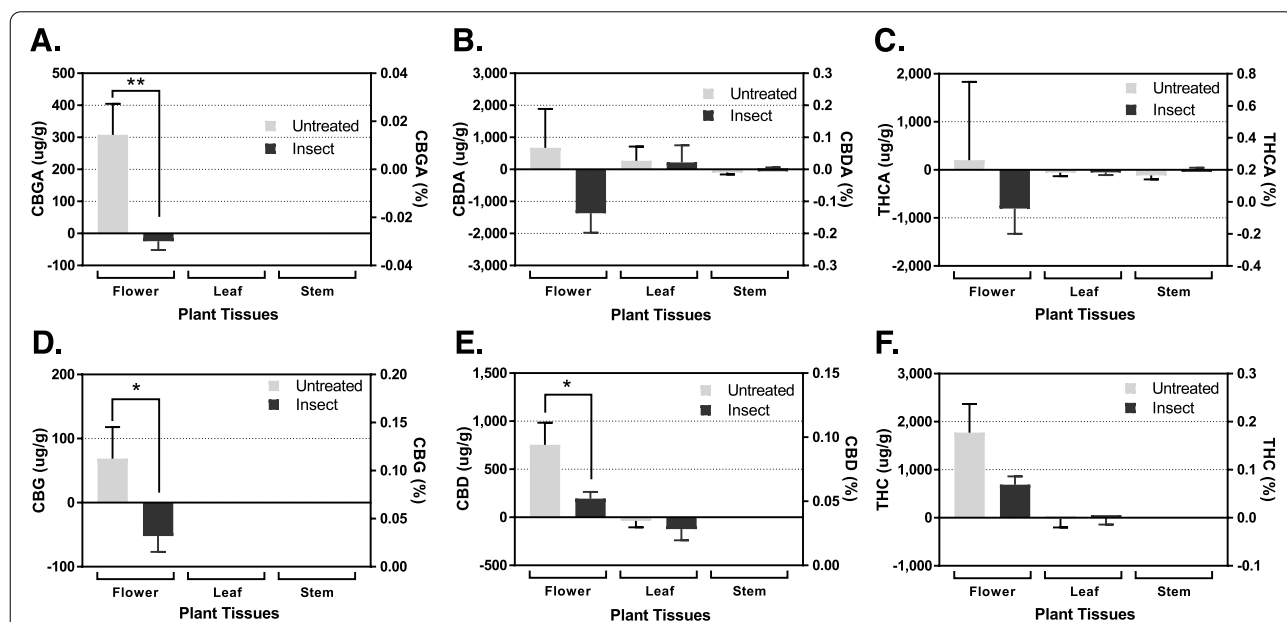 A.
500
400
300
200
100
0
-100
CBGA (ug/g)
**
Untreated
Insect
0.04
0.02
0.00
-0.02
-0.04
CBGA (%)
Flower Leaf Stem
Plant Tissues
B.
3,000
2,000
1,000
0
-1,000
-2,000
-3,000
CBDA (ug/g)
Untreated
Insect
0.3
0.2
0.1
0.0
-0.1
-0.2
-0.3
CBDA (%)
Flower Leaf Stem
Plant Tissues
C.
2,000
1,000
0
-1,000
-2,000
THCA (ug/g)
Untreated
Insect
0.8
0.6
0.4
0.2
0.0
-0.2
-0.4
THCA (%)
Flower Leaf Stem
Plant Tissues
D.
200
100
0
-100
CBG (ug/g)
*
Untreated
Insect
0.20
0.15
0.10
0.05
0.00
CBG (%)
Flower Leaf Stem
Plant Tissues
E.
1,500
1,000
500
0
-500
CBD (ug/g)
*
Untreated
Insect
0.15
0.10
0.05
0.00
CBD (%)
Flower Leaf Stem
Plant Tissues
F.
3,000
2,000
1,000
0
-1,000
THC (ug/g)
Untreated
Insect
0.3
0.2
0.1
0.0
-0.1
THC (%)
Flower Leaf Stem
Plant Tissues